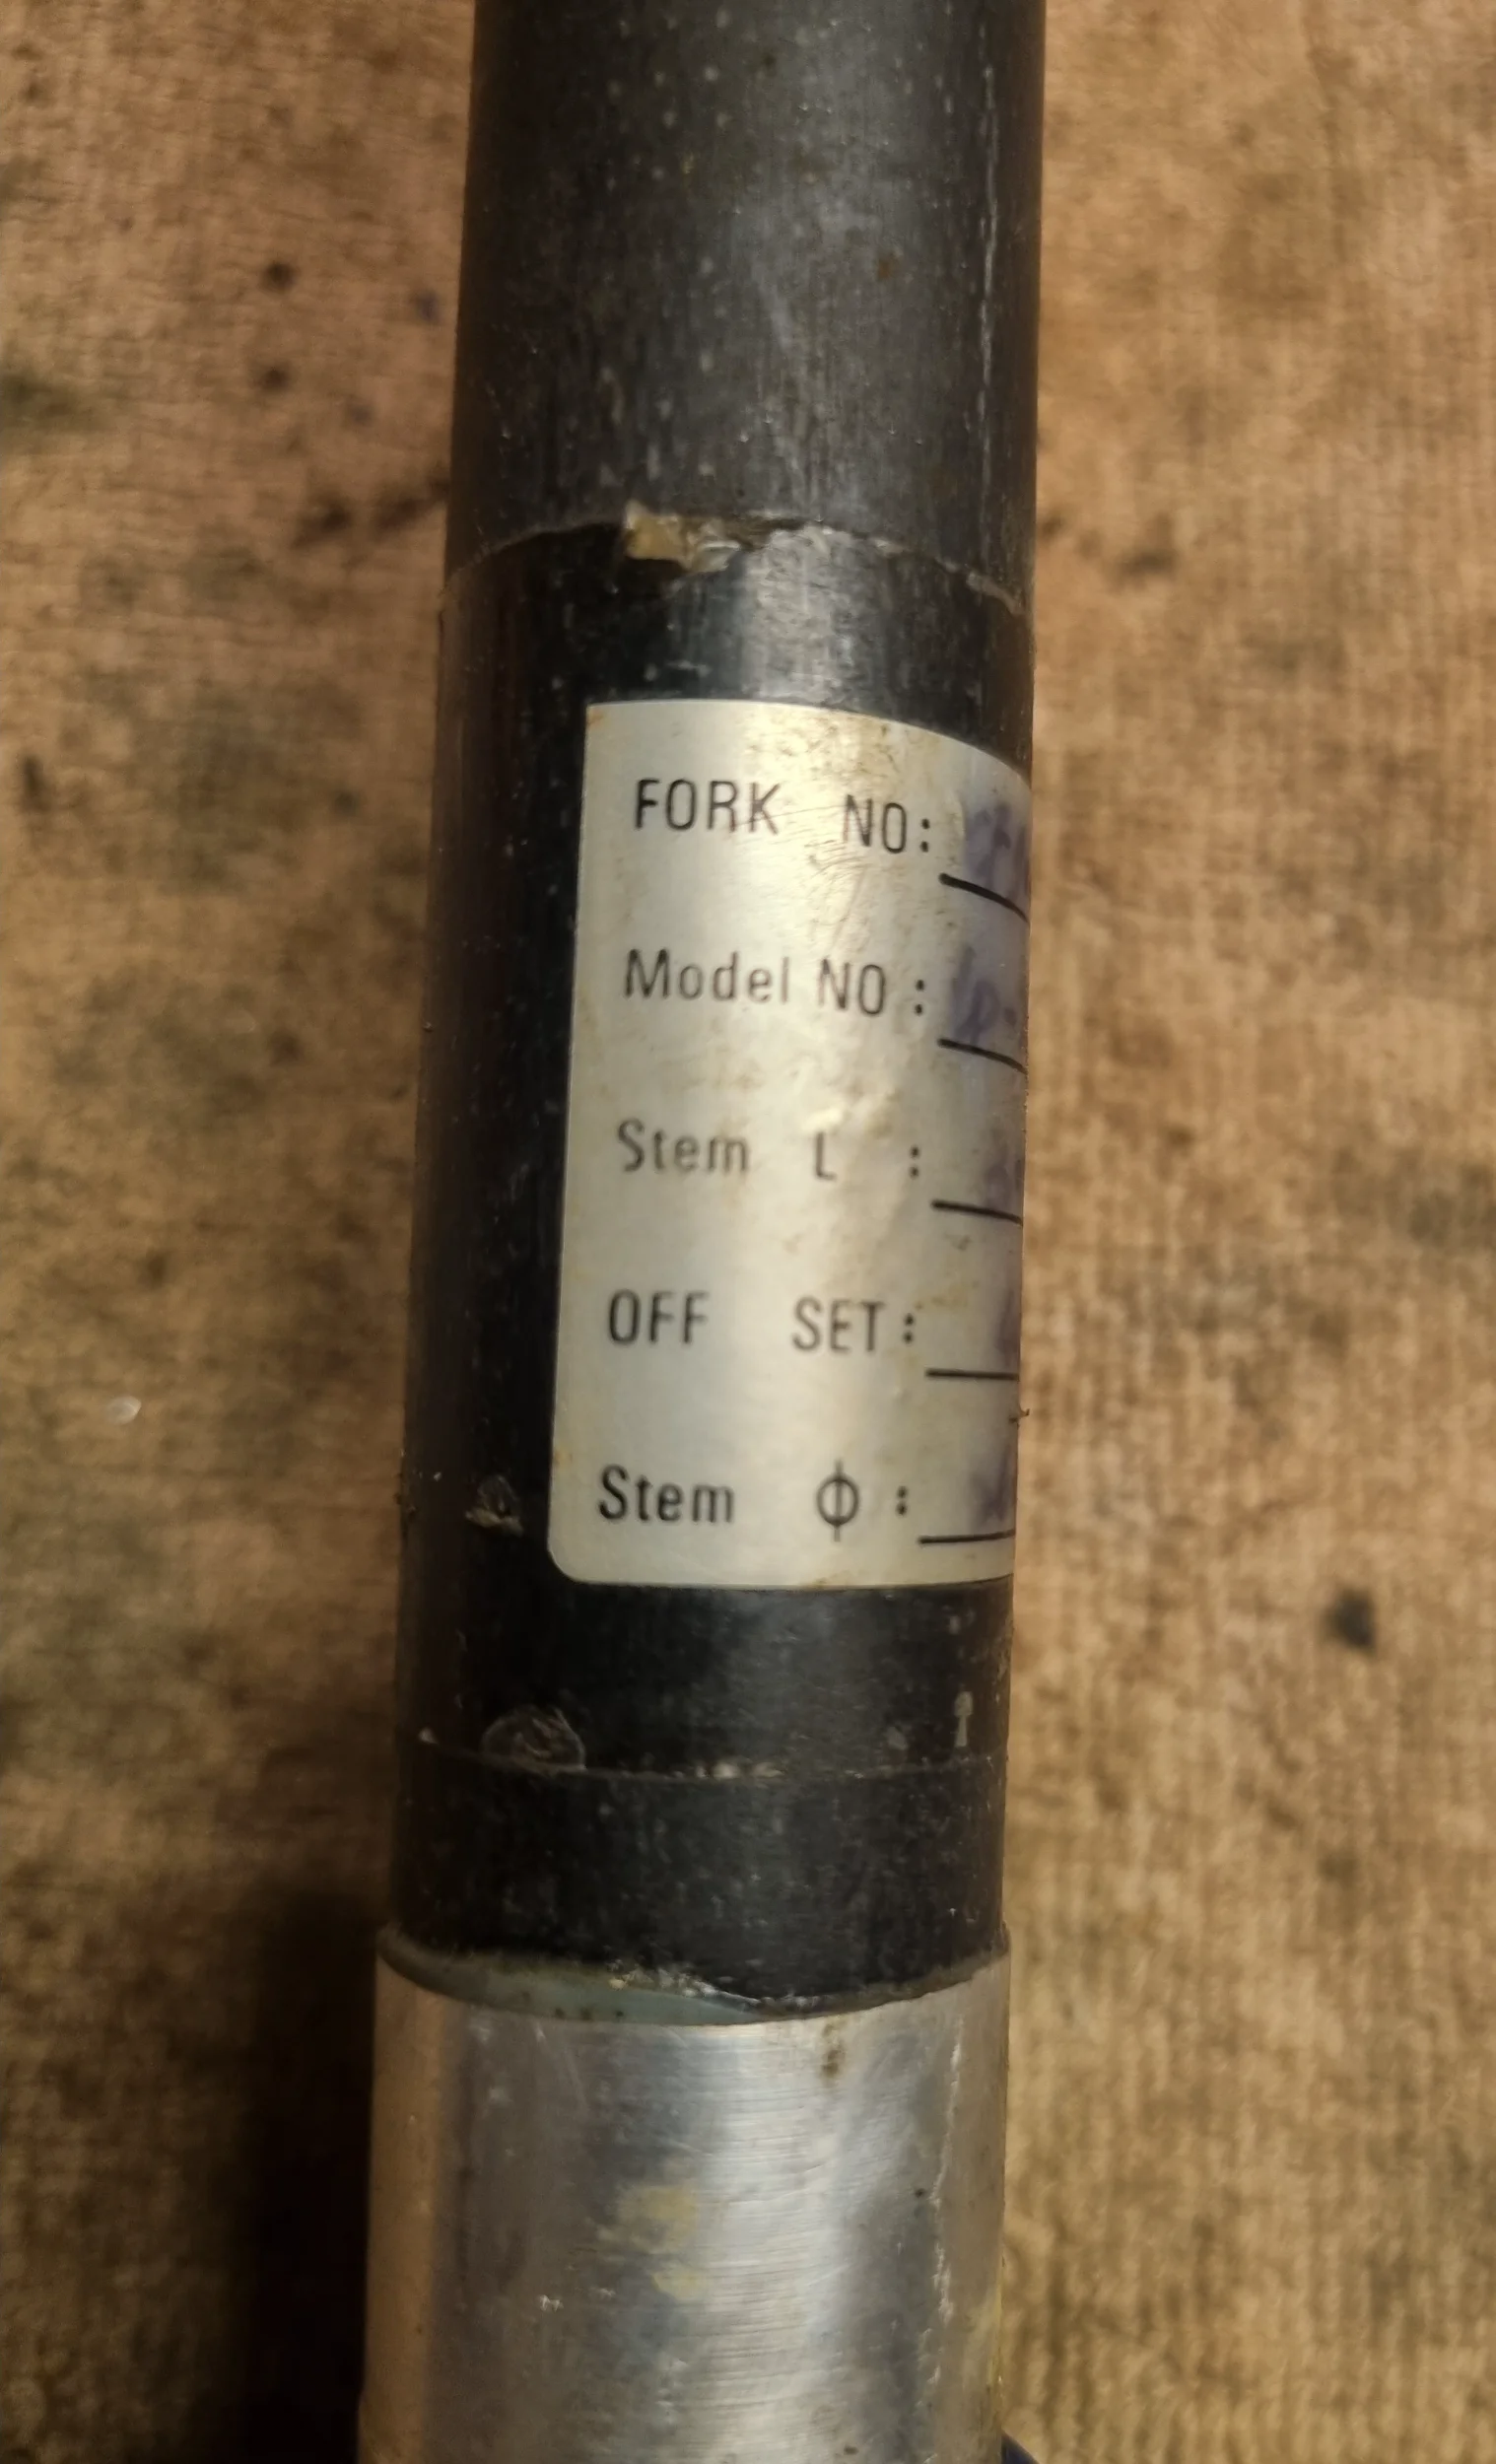 FORK NO:
Model NO:
Stem L :
OFF SET:
Stem Φ :